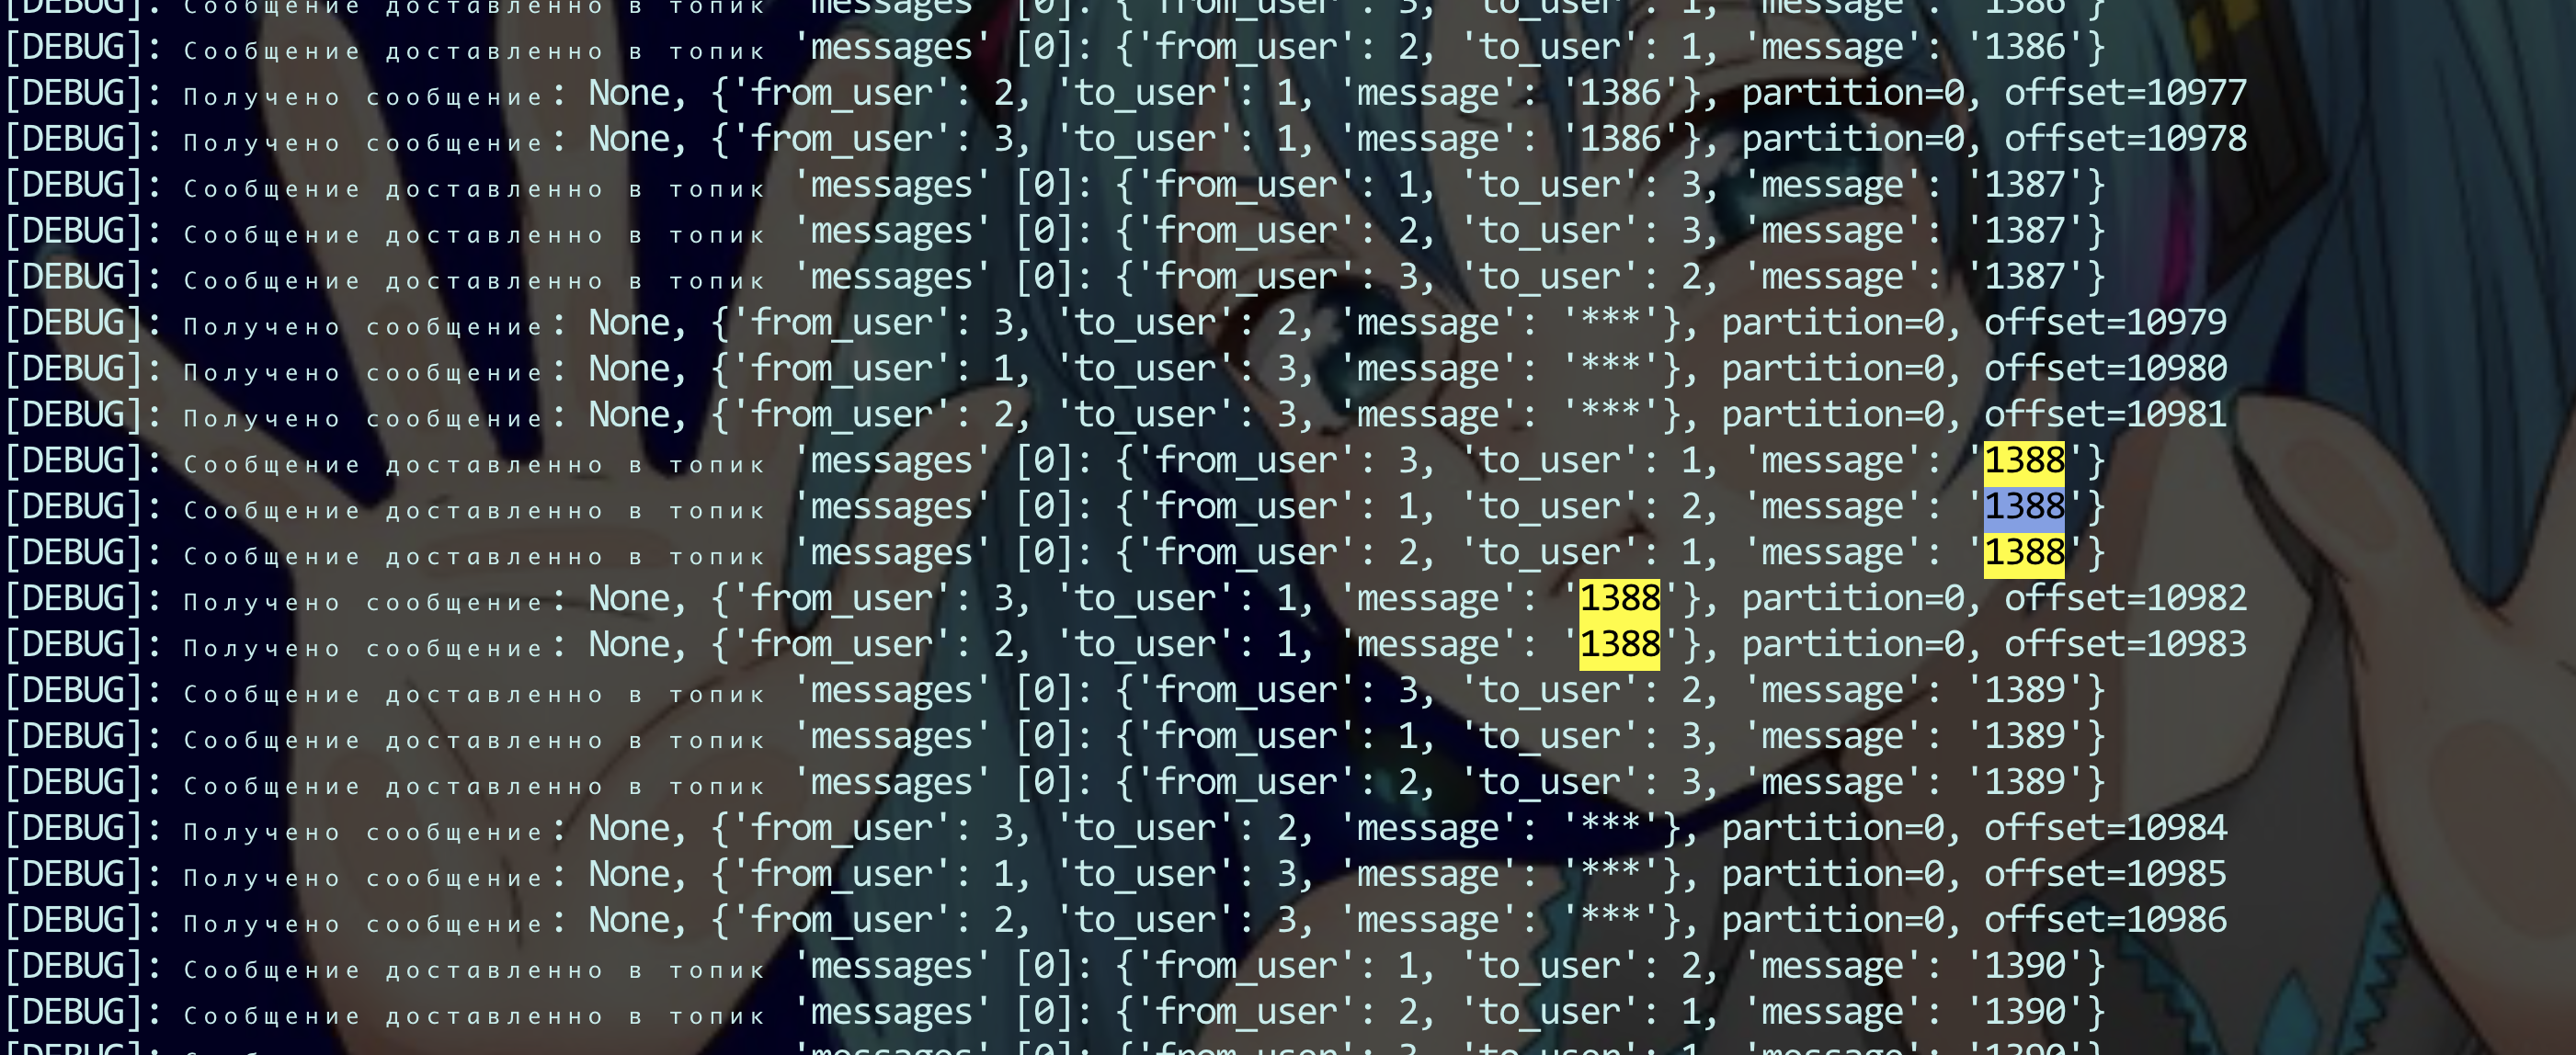 [DEBUG]: Сообщение доставленно в топик 'messages' [0]: {'from_user': 3, 'to_user': 1, 'message': '1386'}
[DEBUG]: Сообщение доставленно в топик 'messages' [0]: {'from_user': 2, 'to_user': 1, 'message': '1386'}
[DEBUG]: Получено сообщение: None, {'from_user': 2, 'to_user': 1, 'message': '1386'}, partition=0, offset=10977
[DEBUG]: Получено сообщение: None, {'from_user': 3, 'to_user': 1, 'message': '1386'}, partition=0, offset=10978
[DEBUG]: Сообщение доставленно в топик 'messages' [0]: {'from_user': 1, 'to_user': 3, 'message': '1387'}
[DEBUG]: Сообщение доставленно в топик 'messages' [0]: {'from_user': 2, 'to_user': 3, 'message': '1387'}
[DEBUG]: Сообщение доставленно в топик 'messages' [0]: {'from_user': 3, 'to_user': 2, 'message': '1387'}
[DEBUG]: Получено сообщение: None, {'from_user': 3, 'to_user': 2, 'message': '***'}, partition=0, offset=10979
[DEBUG]: Получено сообщение: None, {'from_user': 1, 'to_user': 3, 'message': '***'}, partition=0, offset=10980
[DEBUG]: Получено сообщение: None, {'from_user': 2, 'to_user': 3, 'message': '***'}, partition=0, offset=10981
[DEBUG]: Сообщение доставленно в топик 'messages' [0]: {'from_user': 3, 'to_user': 1, 'message': '1388'}
[DEBUG]: Сообщение доставленно в топик 'messages' [0]: {'from_user': 1, 'to_user': 2, 'message': '1388'}
[DEBUG]: Сообщение доставленно в топик 'messages' [0]: {'from_user': 2, 'to_user': 1, 'message': '1388'}
[DEBUG]: Получено сообщение: None, {'from_user': 3, 'to_user': 1, 'message': '1388'}, partition=0, offset=10982
[DEBUG]: Получено сообщение: None, {'from_user': 2, 'to_user': 1, 'message': '1388'}, partition=0, offset=10983
[DEBUG]: Сообщение доставленно в топик 'messages' [0]: {'from_user': 3, 'to_user': 2, 'message': '1389'}
[DEBUG]: Сообщение доставленно в топик 'messages' [0]: {'from_user': 1, 'to_user': 3, 'message': '1389'}
[DEBUG]: Сообщение доставленно в топик 'messages' [0]: {'from_user': 2, 'to_user': 3, 'message': '1389'}
[DEBUG]: Получено сообщение: None, {'from_user': 3, 'to_user': 2, 'message': '***'}, partition=0, offset=10984
[DEBUG]: Получено сообщение: None, {'from_user': 1, 'to_user': 3, 'message': '***'}, partition=0, offset=10985
[DEBUG]: Получено сообщение: None, {'from_user': 2, 'to_user': 3, 'message': '***'}, partition=0, offset=10986
[DEBUG]: Сообщение доставленно в топик 'messages' [0]: {'from_user': 1, 'to_user': 2, 'message': '1390'}
[DEBUG]: Сообщение доставленно в топик 'messages' [0]: {'from_user': 2, 'to_user': 1, 'message': '1390'}